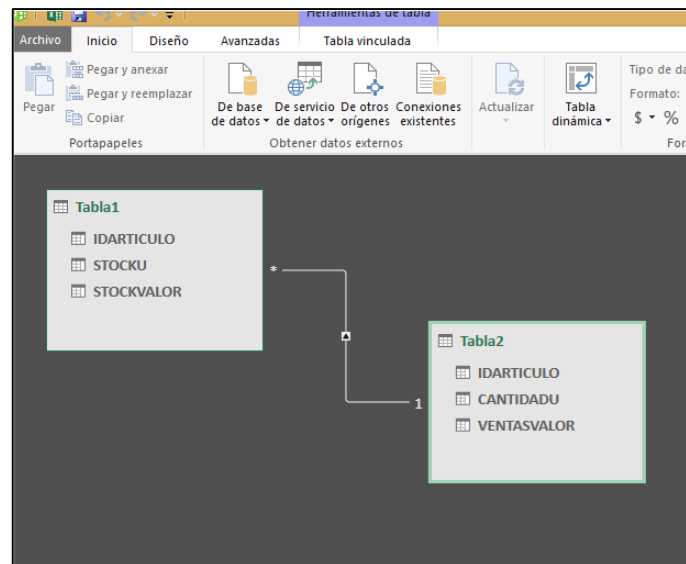 Herramientas de tabla
Archivo Inicio Diseño Avanzadas Tabla vinculada
Pegar
Pegar y anexar
Pegar y reemplazar
Copiar
Portapapeles
De base de datos
De servicio de datos
De otros orígenes
Conexiones existentes
Obtener datos externos
Actualizar
Tabla dinámica
Tipo de da
Formato:
$ %
For
Tabla1
IDARTICULO
STOCKU
STOCKVALOR
*
1
Tabla2
IDARTICULO
CANTIDADU
VENTASVALOR